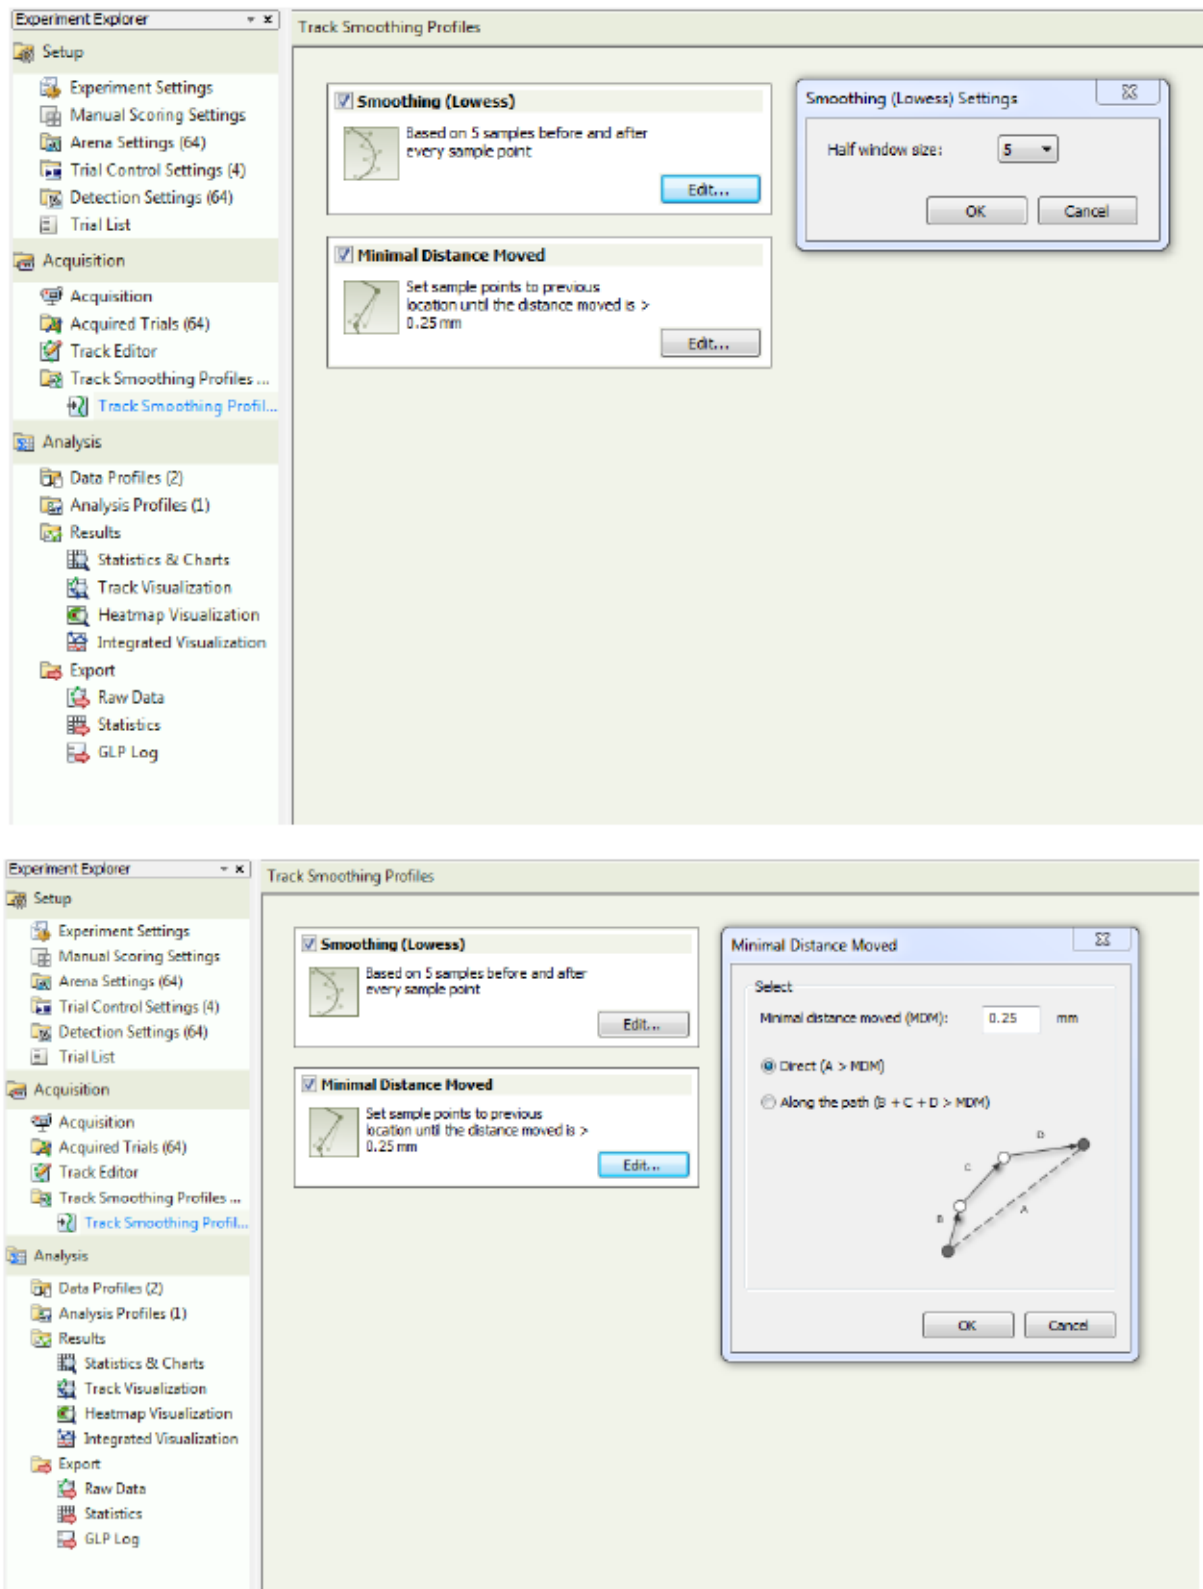 Experiment Explorer
Setup
Experiment Settings
Manual Scoring Settings
Arena Settings (64)
Trial Control Settings (4)
Detection Settings (64)
Trial List
Acquisition
Acquisition
Acquired Trials (64)
Track Editor
Track Smoothing Profiles ...
Track Smoothing Profil...
Analysis
Data Profiles (2)
Analysis Profiles (1)
Results
Statistics & Charts
Track Visualization
Heatmap Visualization
Integrated Visualization
Export
Raw Data
Statistics
GLP Log
Track Smoothing Profiles
Smoothing (Lowess)
Based on 5 samples before and after
every sample point
Edit...
Minimal Distance Moved
Set sample points to previous
location until the distance moved is >
0.25 mm
Edit...
Smoothing (Lowess) Settings
Half window size: 5
OK Cancel
Experiment Explorer
Setup
Experiment Settings
Manual Scoring Settings
Arena Settings (64)
Trial Control Settings (4)
Detection Settings (64)
Trial List
Acquisition
Acquisition
Acquired Trials (64)
Track Editor
Track Smoothing Profiles ...
Track Smoothing Profil...
Analysis
Data Profiles (2)
Analysis Profiles (1)
Results
Statistics & Charts
Track Visualization
Heatmap Visualization
Integrated Visualization
Export
Raw Data
Statistics
GLP Log
Track Smoothing Profiles
Smoothing (Lowess)
Based on 5 samples before and after
every sample point
Edit...
Minimal Distance Moved
Set sample points to previous
location until the distance moved is >
0.25 mm
Edit...
Minimal Distance Moved
Select
Minimal distance moved (MDM): 0.25 mm
Direct (A > MDM)
Along the path (B + C + D > MDM)
D
C
B
A
OK Cancel